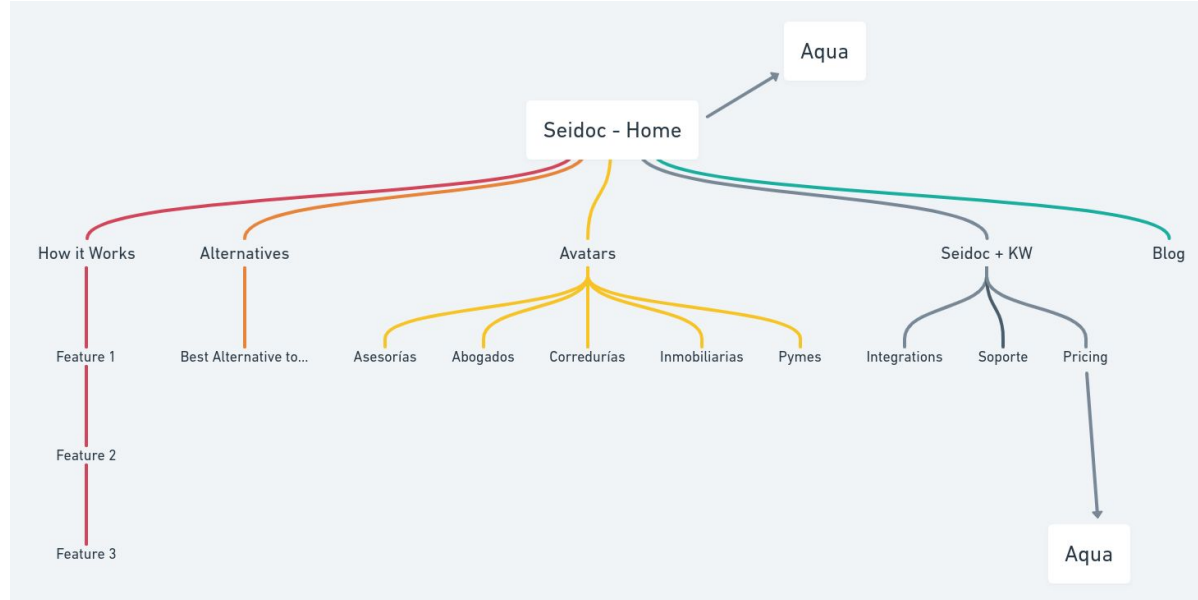 Aqua
Seidoc - Home
How it Works
Alternatives
Avatars
Seidoc + KW
Blog
Feature 1
Best Alternative to...
Asesorías
Abogados
Corredurías
Inmobiliarias
Pymes
Integrations
Soporte
Pricing
Feature 2
Feature 3
Aqua